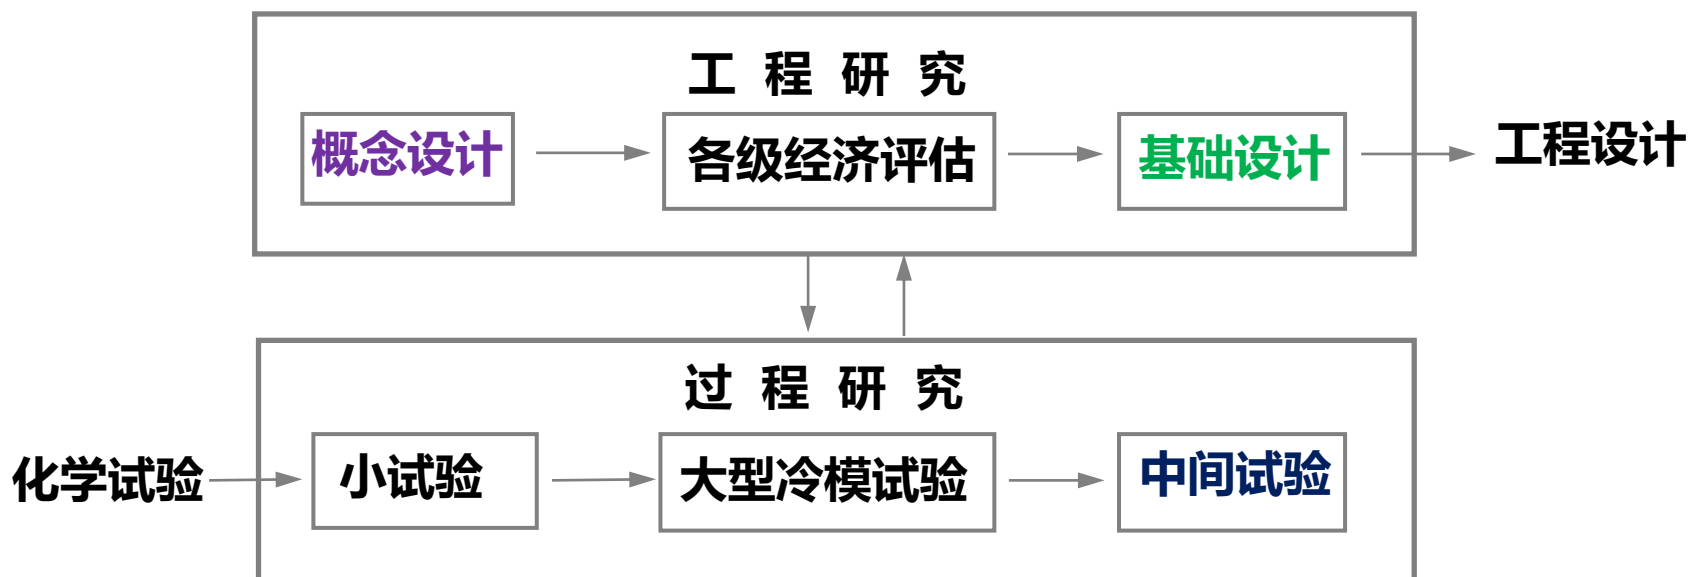 工程研究
概念设计
各级经济评估
基础设计
工程设计
过程研究
化学试验
小试验
大型冷模试验
中间试验